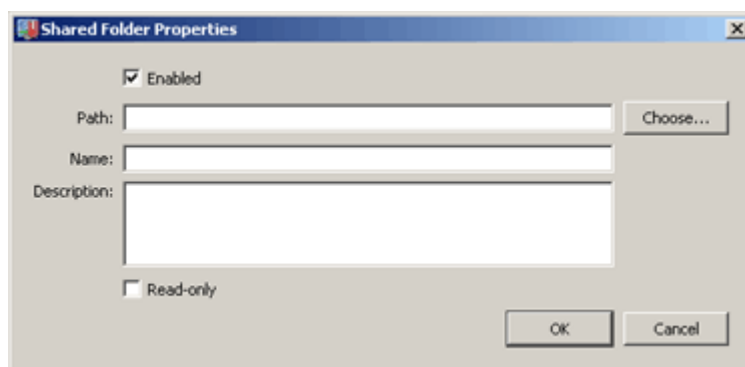 Shared Folder Properties
Enabled
Path:
Choose...
Name:
Description:
Read-only
OK
Cancel